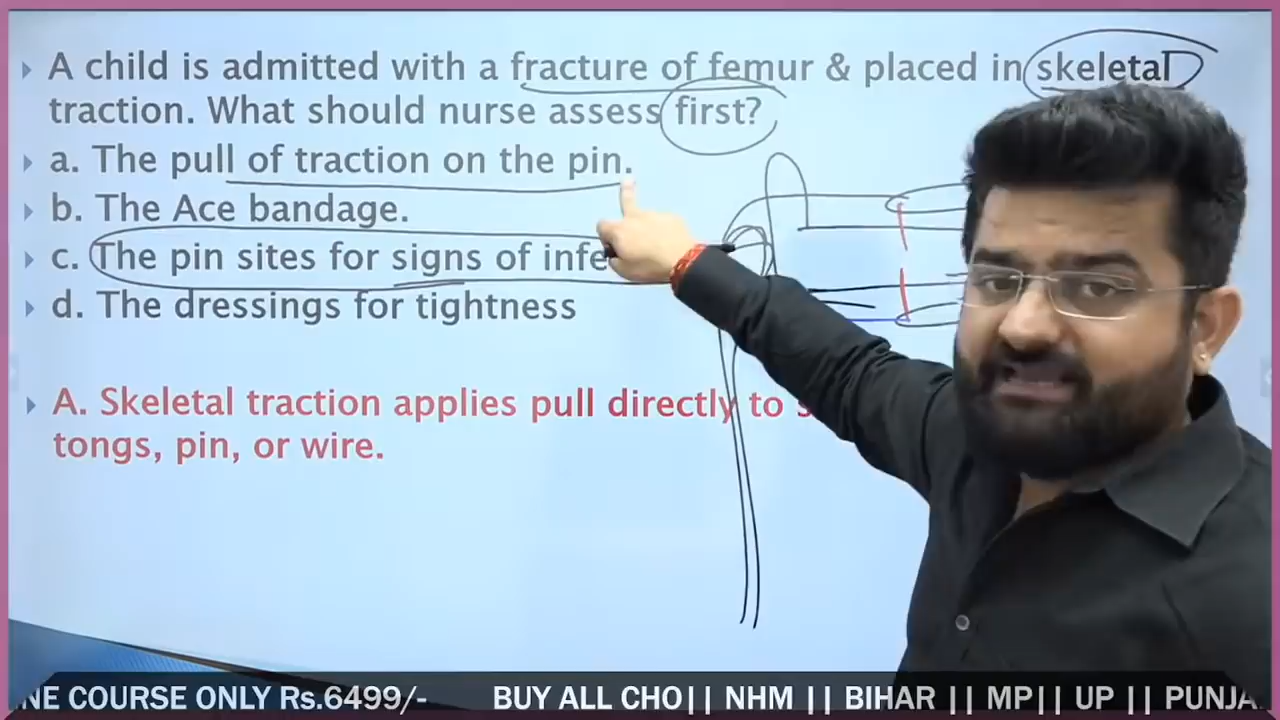 A child is admitted with a fracture of femur & placed in skeletal
traction. What should nurse assess first?
a. The pull of traction on the pin.
b. The Ace bandage.
c. The pin sites for signs of
d. The dressings for tightness
A. Skeletal traction applies pull directly to
tongs, pin, or wire.
NE COURSE ONLY Rs.6499/- BUY ALL CHO|| NHM || BIHAR || MP|| UP ||